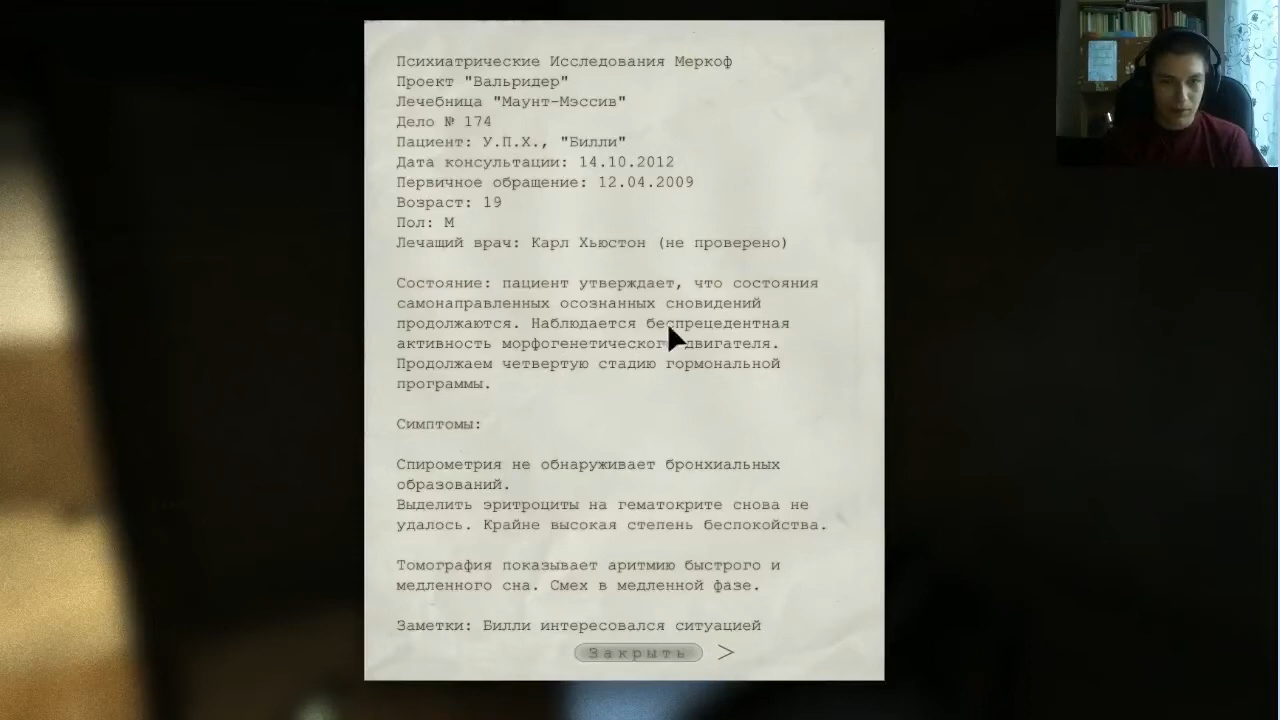 Психиатрические Исследования Меркоф
Проект "Вальридер"
Лечебница "Маунт-Мэссив"
Дело № 174
Пациент: У.П.Х., "Билли"
Дата консультации: 14.10.2012
Первичное обращение: 12.04.2009
Возраст: 19
Пол: М
Лечащий врач: Карл Хьюстон (не проверено)
Состояние: пациент утверждает, что состояния
самонаправленных осознанных сновидений
продолжаются. Наблюдается беспрецедентная
активность морфогенетического двигателя.
Продолжаем четвертую стадию гормональной
программы.
Симптомы:
Спирометрия не обнаруживает бронхиальных
образований.
Выделить эритроциты на гематокрите снова не
удалось. Крайне высокая степень беспокойства.
Томография показывает аритмию быстрого и
медленного сна. Смех в медленной фазе.
Заметки: Билли интересовался ситуацией
Закрыть >